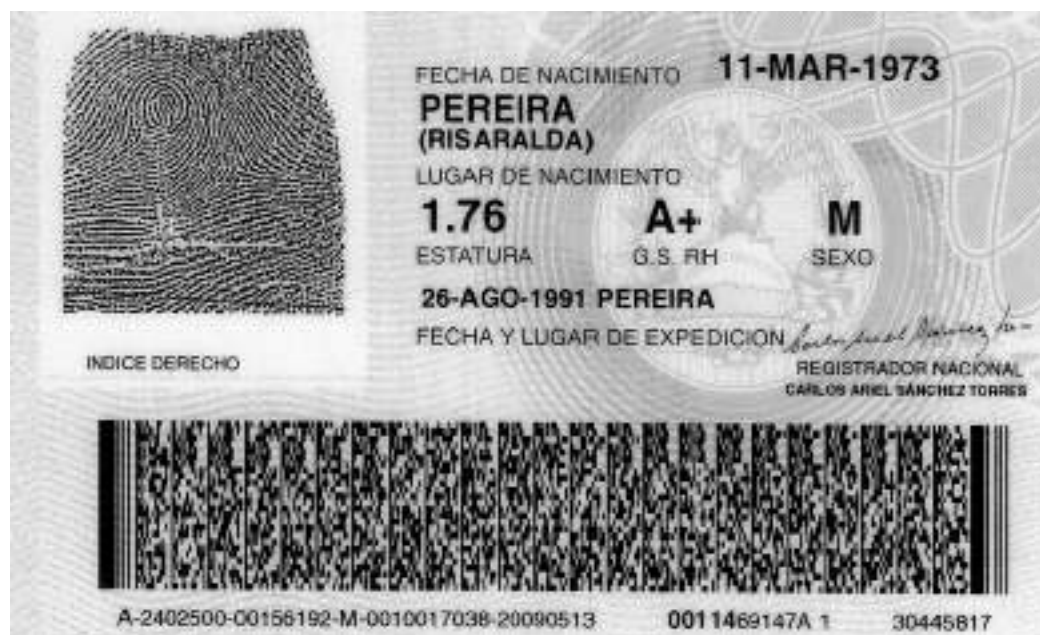 FECHA DE NACIMIENTO 11-MAR-1973
PEREIRA
(RISARALDA)
LUGAR DE NACIMIENTO
1.76 A+ M
ESTATURA G.S. RH SEXO
26-AGO-1991 PEREIRA
FECHA Y LUGAR DE EXPEDICION
INDICE DERECHO
REGISTRADOR NACIONAL
CARLOS ARIEL SÁNCHEZ TORRES
A-2402500-00156192-M-0010017038-20090513 0011469147A 1 30445817